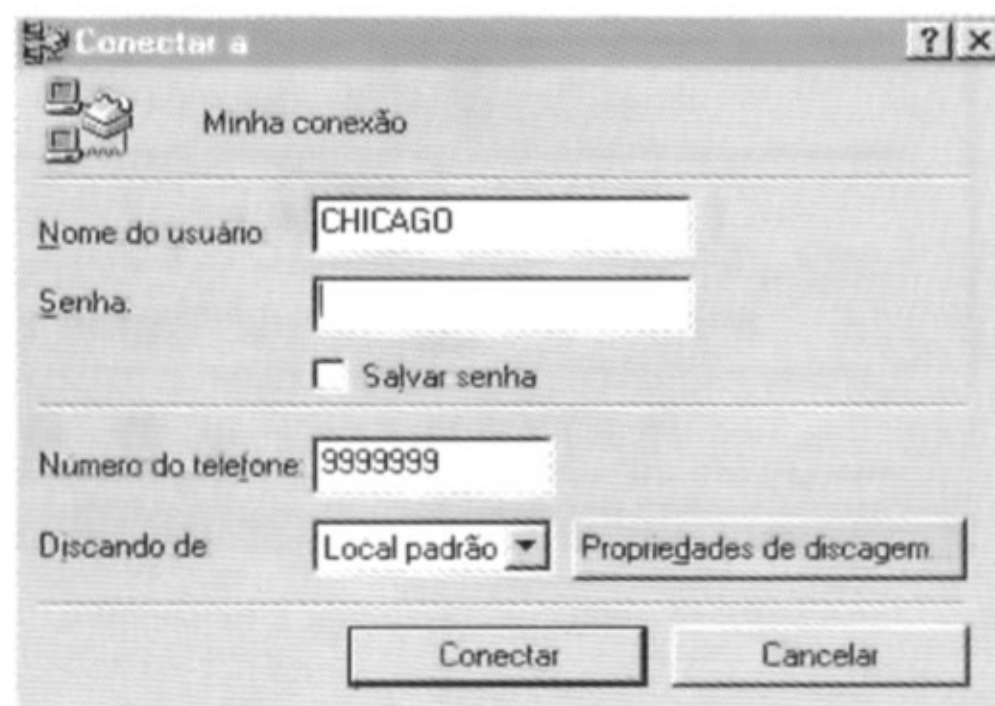 Conectar a
Minha conexão
Nome do usuário:
CHICAGO
Senha:
Salvar senha
Número do telefone:
9999999
Discando de:
Local padrão
Propriedades de discagem...
Conectar
Cancelar